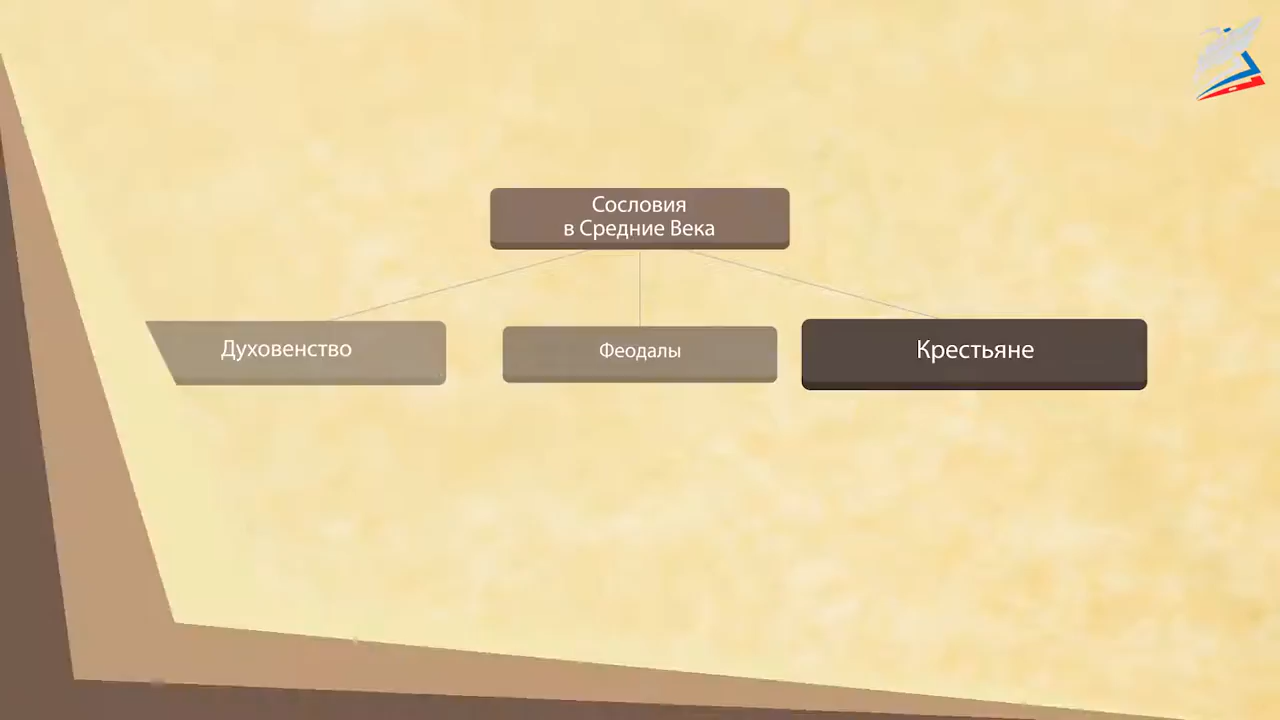 Сословия
в Средние Века
Духовенство
Феодалы
Крестьяне